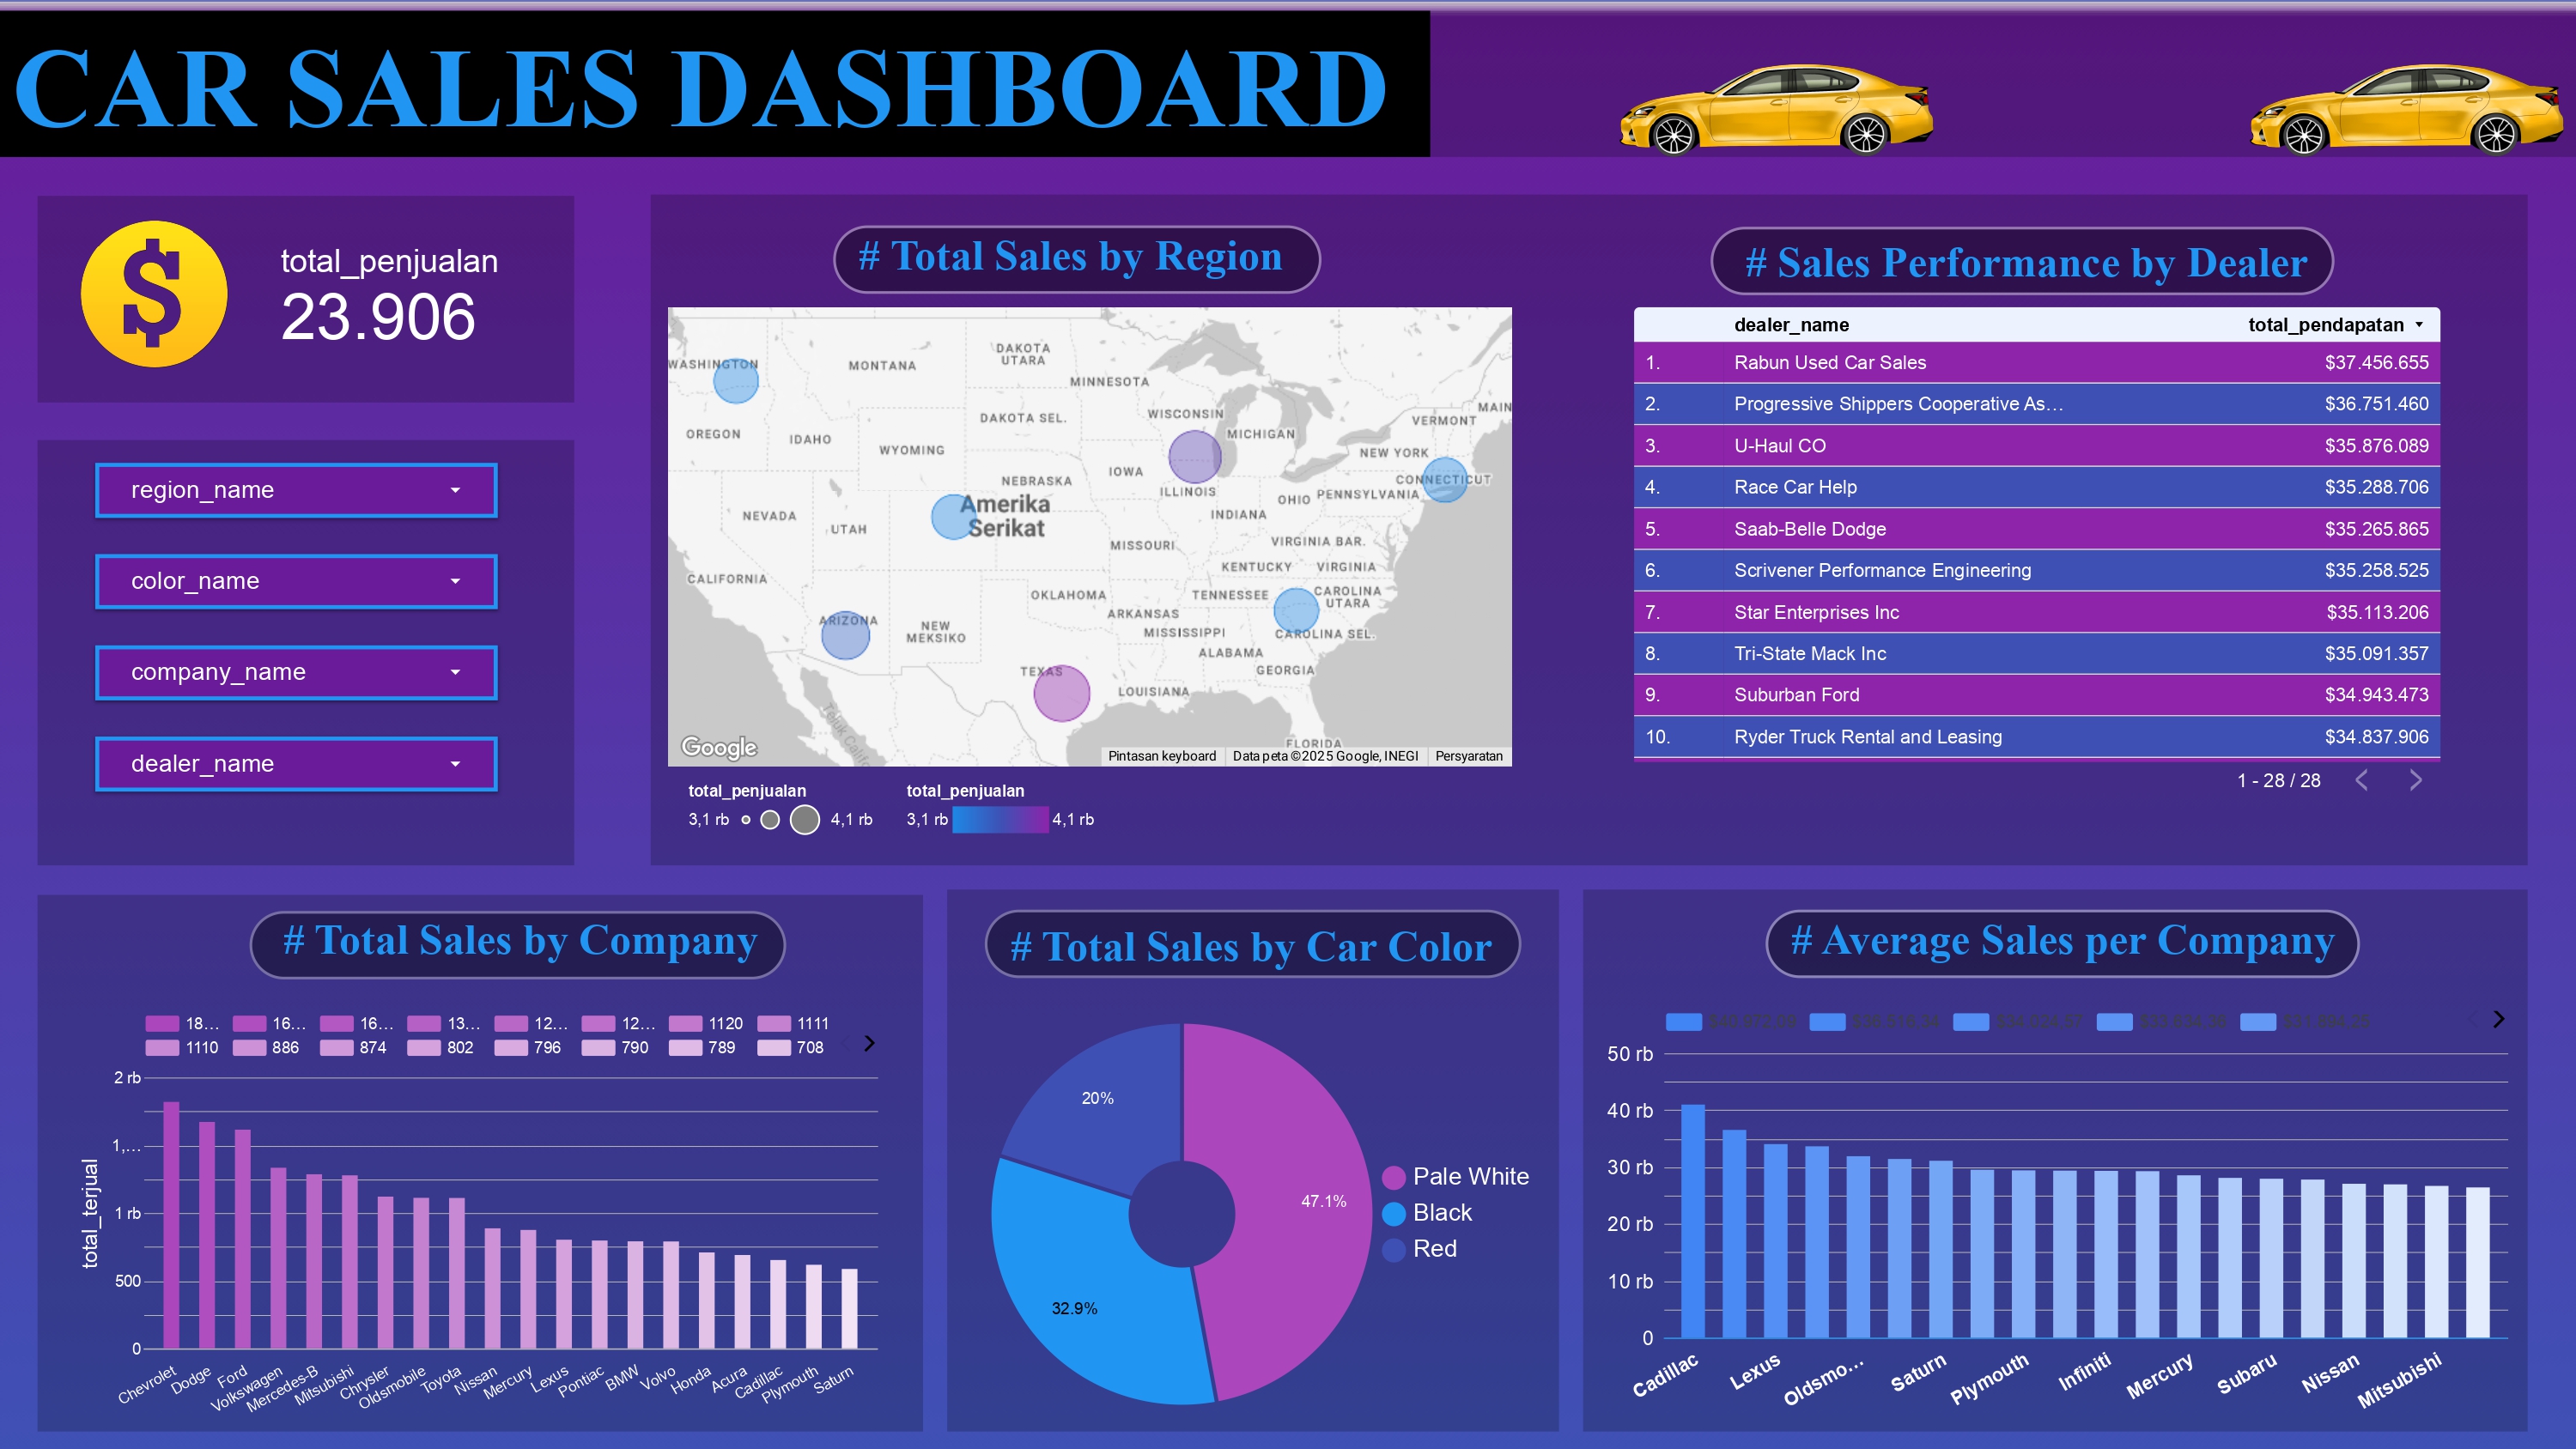 CAR SALES DASHBOARD
total_penjualan
23.906
region_name
color_name
company_name
dealer_name
# Total Sales by Region
WASHINGTON
MONTANA
DAKOTA
UTARA
MINNESOTA
OREGON
IDAHO
WYOMING
DAKOTA SEL.
WISCONSIN
MICHIGAN
VERMONT
MAIN
NEW YORK
NEBRASKA
IOWA
CONNECTICUT
ILLINOIS
OHIO
PENNSYLVANIA
INDIANA
NEVADA
UTAH
Amerika
Serikat
MISSOURI
VIRGINIA BAR.
KENTUCKY
VIRGINIA
CALIFORNIA
OKLAHOMA
TENNESSEE
CAROLINA
UTARA
ARKANSAS
ARIZONA
NEW
MEKSIKO
MISSISSIPPI
CAROLINA SEL.
ALABAMA
GEORGIA
TEXAS
LOUISIANA
FLORIDA
Teluk Califo
Google
Pintasan keyboard
Data peta ©2025 Google, INEGI
Persyaratan
total_penjualan
3,1 rb 4,1 rb
total_penjualan
3,1 rb 4,1 rb
# Sales Performance by Dealer
dealer_name total_pendapatan
1. Rabun Used Car Sales $37.456.655
2. Progressive Shippers Cooperative As… $36.751.460
3. U-Haul CO $35.876.089
4. Race Car Help $35.288.706
5. Saab-Belle Dodge $35.265.865
6. Scrivener Performance Engineering $35.258.525
7. Star Enterprises Inc $35.113.206
8. Tri-State Mack Inc $35.091.357
9. Suburban Ford $34.943.473
10. Ryder Truck Rental and Leasing $34.837.906
1 - 28 / 28
# Total Sales by Company
18… 16… 16… 13… 12… 12… 1120 1111
1110 886 874 802 796 790 789 708
total_terjual
2 rb
1,…
1 rb
500
0
Chevrolet
Dodge
Ford
Volkswagen
Mercedes-B
Mitsubishi
Chrysler
Oldsmobile
Toyota
Nissan
Mercury
Lexus
Pontiac
BMW
Volvo
Honda
Acura
Cadillac
Plymouth
Saturn
# Total Sales by Car Color
20%
47.1%
32.9%
Pale White
Black
Red
# Average Sales per Company
50 rb
40 rb
30 rb
20 rb
10 rb
0
Cadillac
Lexus
Oldsmo…
Saturn
Plymouth
Infiniti
Mercury
Subaru
Nissan
Mitsubishi